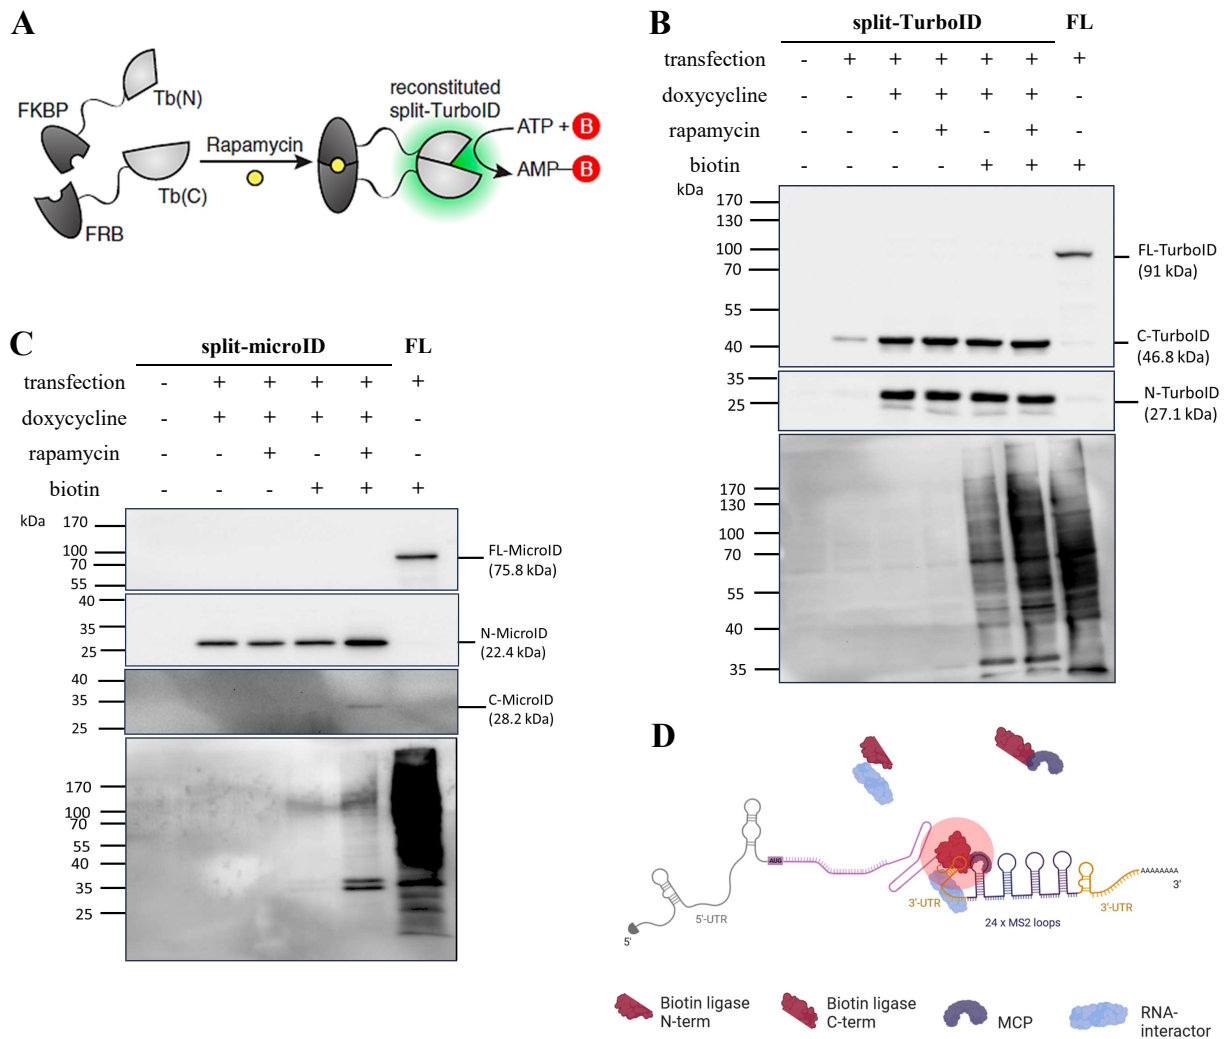 A
FKBP
Tb(N)
Tb(C)
FRB
Rapamycin
reconstituted
split-TurboID
ATP + B
AMP B
B
split-TurboID FL
transfection - + + + + + +
doxycycline - - + + + + -
rapamycin - - - + - + -
biotin - - - - + + +
kDa
170
130
100
70
55
40
35
25
170
130
100
70
55
40
35
FL-TurboID
(91 kDa)
C-TurboID
(46.8 kDa)
N-TurboID
(27.1 kDa)
C
split-microID FL
transfection - + + + + +
doxycycline - + + + + -
rapamycin - - + - + -
biotin - - - + + +
kDa
170
100
70
55
40
35
25
40
35
25
170
100
70
55
40
35
25
FL-MicroID
(75.8 kDa)
N-MicroID
(22.4 kDa)
C-MicroID
(28.2 kDa)
D
5'
5'-UTR
AUG
3'-UTR
24 x MS2 loops
3'-UTR
AAAAAAAA
3'
Biotin ligase
N-term
Biotin ligase
C-term
MCP
RNA-
interactor